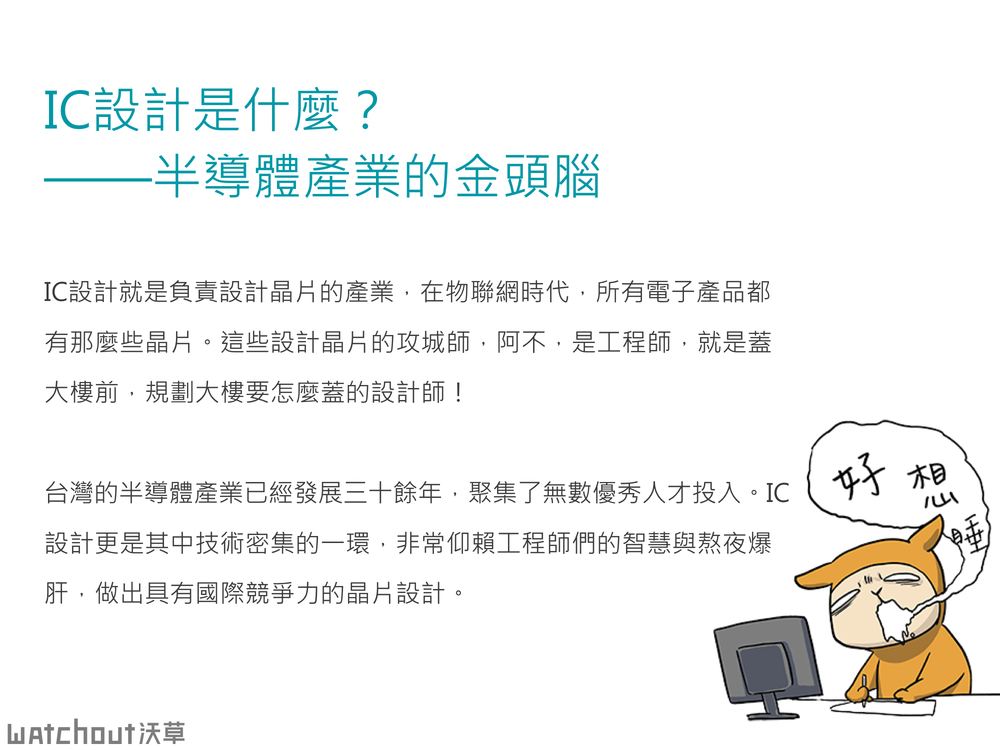 IC設計是什麼？
——半導體產業的金頭腦
IC設計就是負責設計晶片的產業，在物聯網時代，所有電子產品都
有那麼些晶片。這些設計晶片的攻城師，阿不，是工程師，就是蓋
大樓前，規劃大樓要怎麼蓋的設計師！
台灣的半導體產業已經發展三十餘年，聚集了無數優秀人才投入。IC
設計更是其中技術密集的一環，非常仰賴工程師們的智慧與熬夜爆
肝，做出具有國際競爭力的晶片設計。
好想睡
watchout沃草